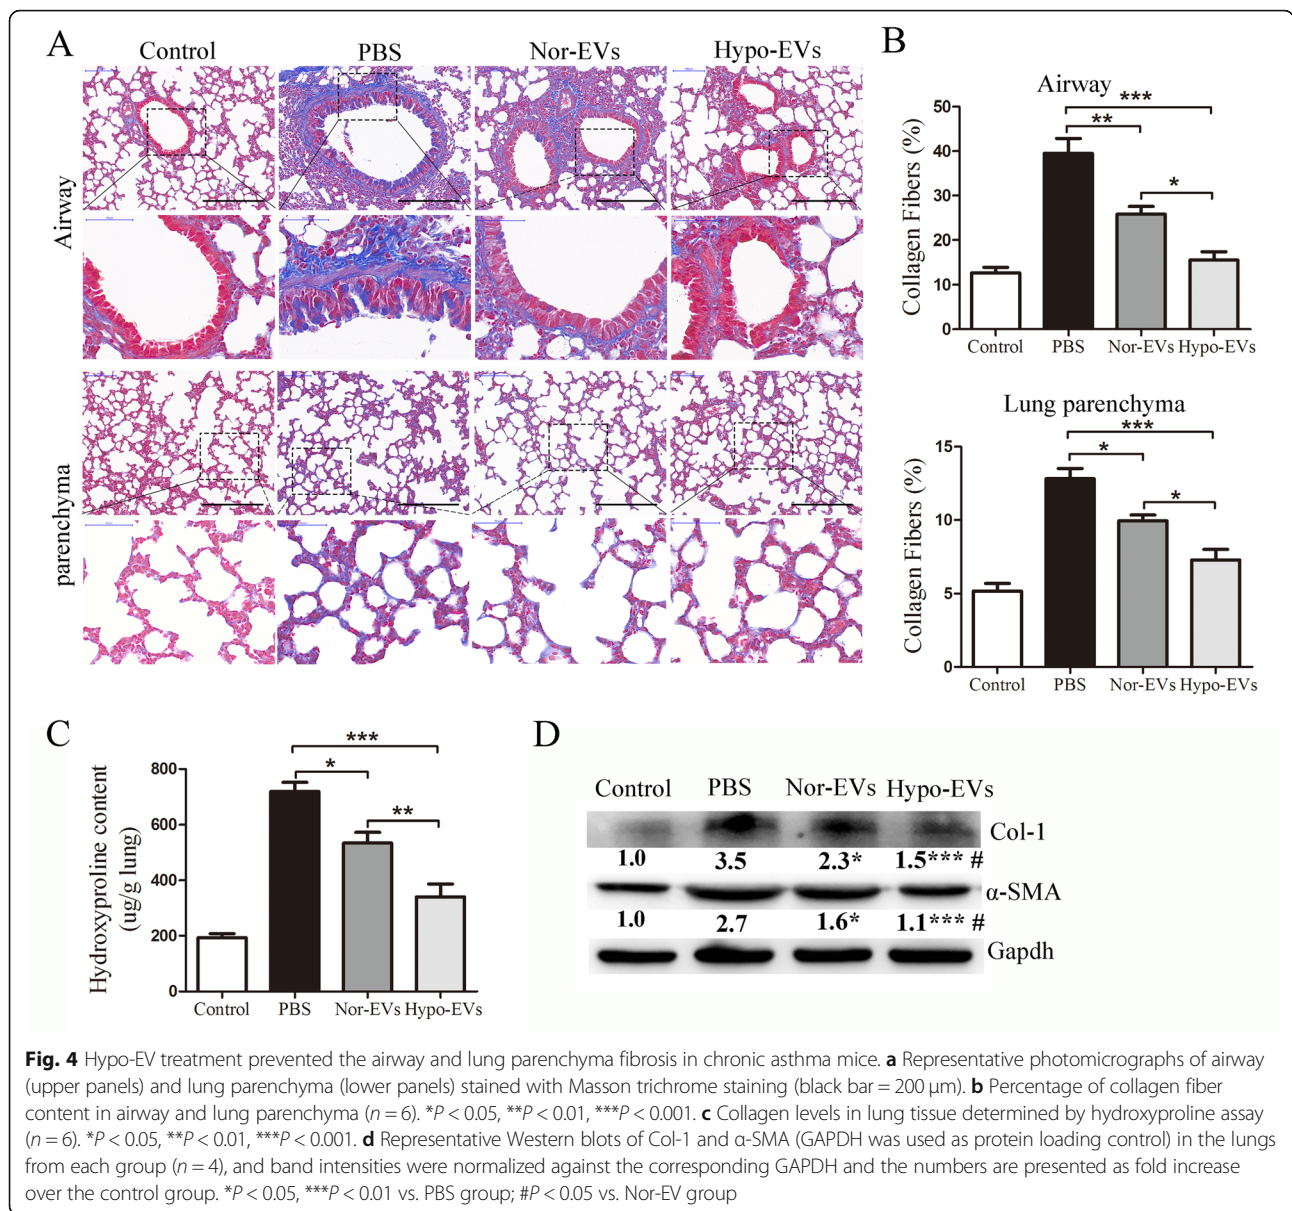 A
Control
PBS
Nor-EVs
Hypo-EVs
Airway
parenchyma
B
Airway
Collagen Fibers (%)
50
40
30
20
10
0
***
**
*
Control
PBS
Nor-EVs
Hypo-EVs
Lung parenchyma
Collagen Fibers (%)
15
10
5
0
***
*
*
Control
PBS
Nor-EVs
Hypo-EVs
C
Hydroxyproline content
(ug/g lung)
800
600
400
200
0
***
*
**
Control
PBS
Nor-EVs
Hypo-EVs
D
Control PBS Nor-EVs Hypo-EVs
Col-1
1.0 3.5 2.3* 1.5*** #
α-SMA
1.0 2.7 1.6* 1.1*** #
Gapdh
Fig. 4 Hypo-EV treatment prevented the airway and lung parenchyma fibrosis in chronic asthma mice. a Representative photomicrographs of airway
(upper panels) and lung parenchyma (lower panels) stained with Masson trichrome staining (black bar = 200 μm). b Percentage of collagen fiber
content in airway and lung parenchyma (n = 6). *P < 0.05, **P < 0.01, ***P < 0.001. c Collagen levels in lung tissue determined by hydroxyproline assay
(n = 6). *P < 0.05, **P < 0.01, ***P < 0.001. d Representative Western blots of Col-1 and α-SMA (GAPDH was used as protein loading control) in the lungs
from each group (n = 4), and band intensities were normalized against the corresponding GAPDH and the numbers are presented as fold increase
over the control group. *P < 0.05, ***P < 0.01 vs. PBS group; #P < 0.05 vs. Nor-EV group